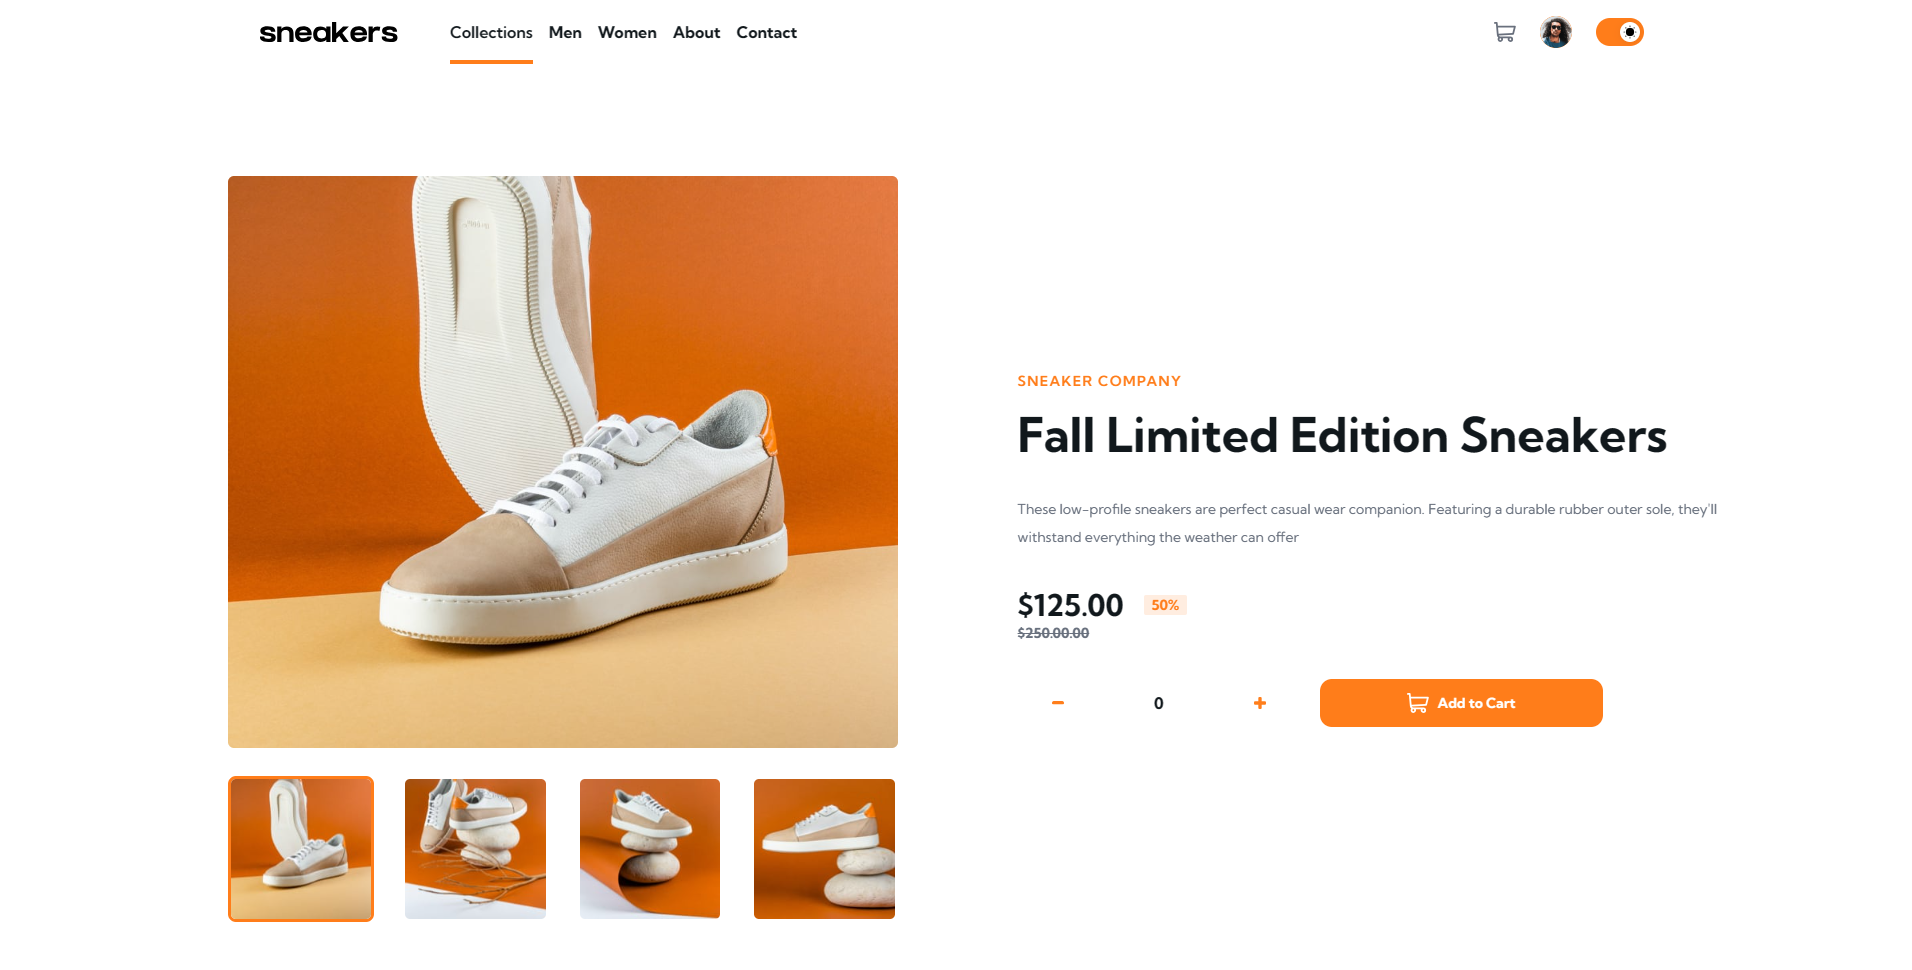 sneakers
Collections Men Women About Contact
SNEAKER COMPANY
Fall Limited Edition Sneakers
These low-profile sneakers are perfect casual wear companion. Featuring a durable rubber outer sole, they'll
withstand everything the weather can offer
$125.00 50%
$250.00.00
0
Add to Cart